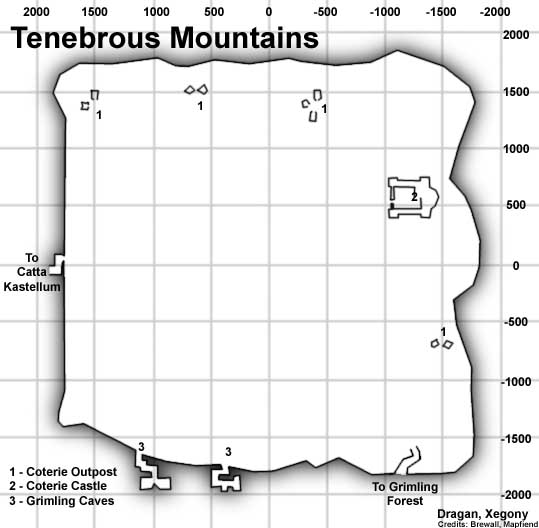 2000 1500 1000 500 0 -500 -1000 -1500 -2000
Tenebrous Mountains
2000
1500
1 1 1
1000
2
500
To
Catta
Kastellum
0
1
-500
-1000
3 3
-1500
1 - Coterie Outpost
2 - Coterie Castle
3 - Grimling Caves
To Grimling
Forest
-2000
Dragan, Xegony
Credits: Brewall, Mapfiend